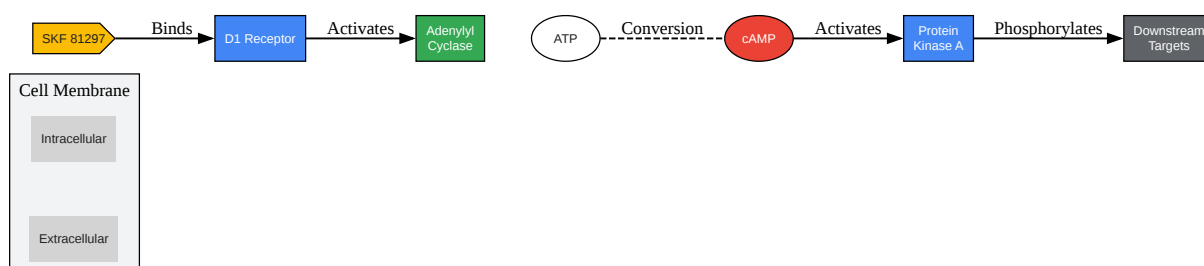 SKF 81297
Binds
D1 Receptor
Activates
Adenylyl
Cyclase
ATP
Conversion
cAMP
Activates
Protein
Kinase A
Phosphorylates
Downstream
Targets
Cell Membrane
Intracellular
Extracellular